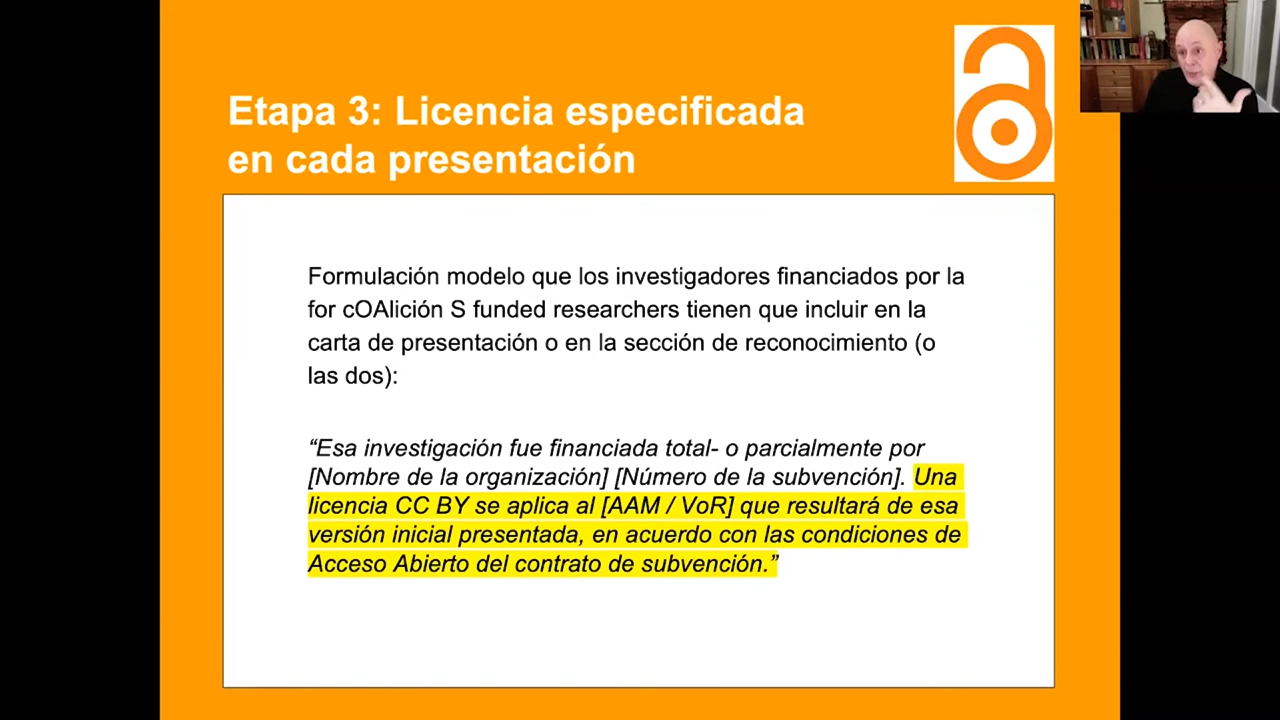 Etapa 3: Licencia especificada
en cada presentación
Formulación modelo que los investigadores financiados por la
for cOAlición S funded researchers tienen que incluir en la
carta de presentación o en la sección de reconocimiento (o
las dos):
“Esa investigación fue financiada total- o parcialmente por
[Nombre de la organización] [Número de la subvención]. Una
licencia CC BY se aplica al [AAM / VoR] que resultará de esa
versión inicial presentada, en acuerdo con las condiciones de
Acceso Abierto del contrato de subvención.”